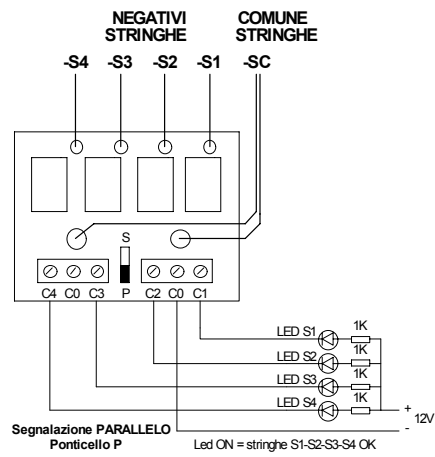 NEGATIVI COMUNE
STRINGHE STRINGHE
-S4 -S3 -S2 -S1 -SC
S
C4 C0 C3 P C2 C0 C1
LED S1 1K
LED S2 1K
LED S3 1K
LED S4 1K
+
12V
-
Segnalazione PARALLELO
Ponticello P
Led ON = stringhe S1-S2-S3-S4 OK